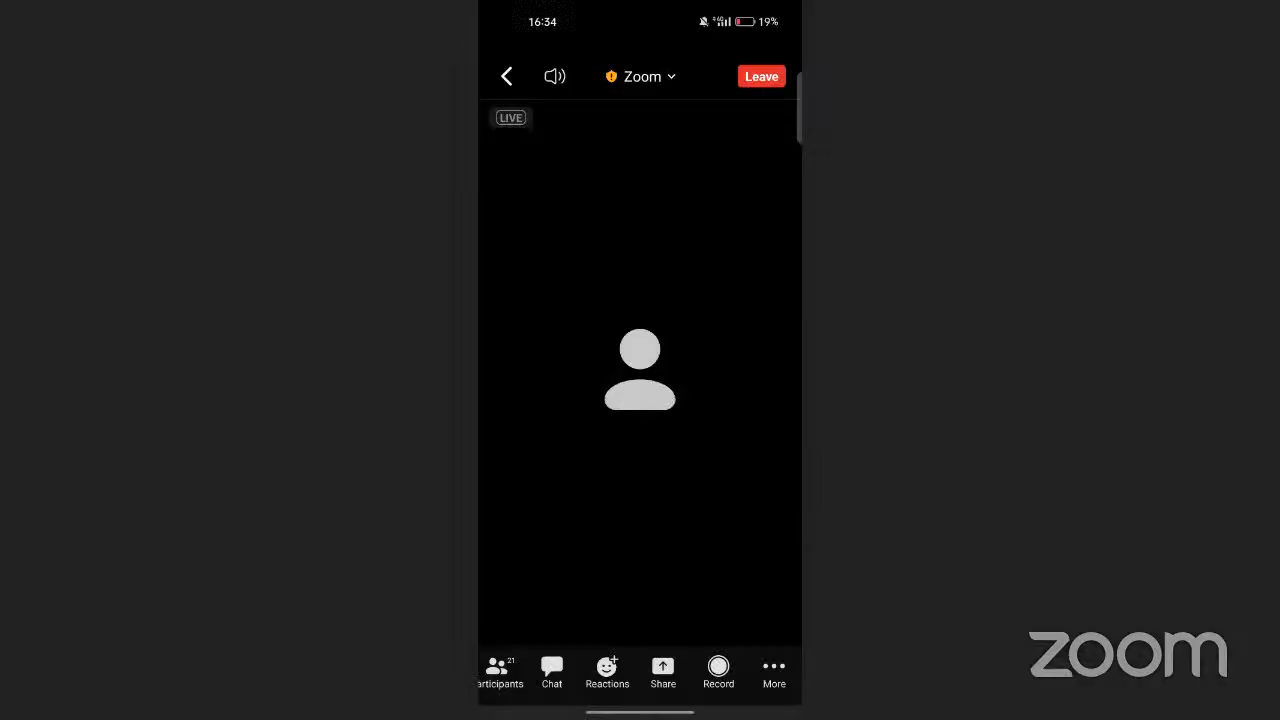 16:34
19%
Zoom
Leave
LIVE
21
articipants
Chat
Reactions
Share
Record
More
zoom